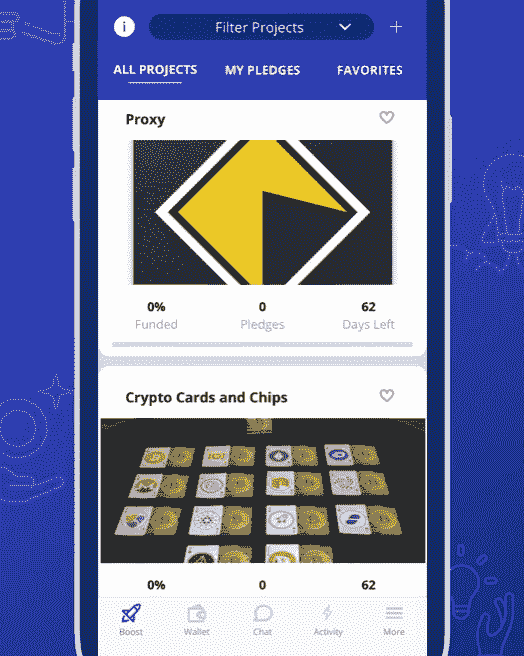 i Filter Projects +
ALL PROJECTS MY PLEDGES FAVORITES
Proxy
0% 0 62
Funded Pledges Days Left
Crypto Cards and Chips
0% 0 62
Boost Wallet Chat Activity More